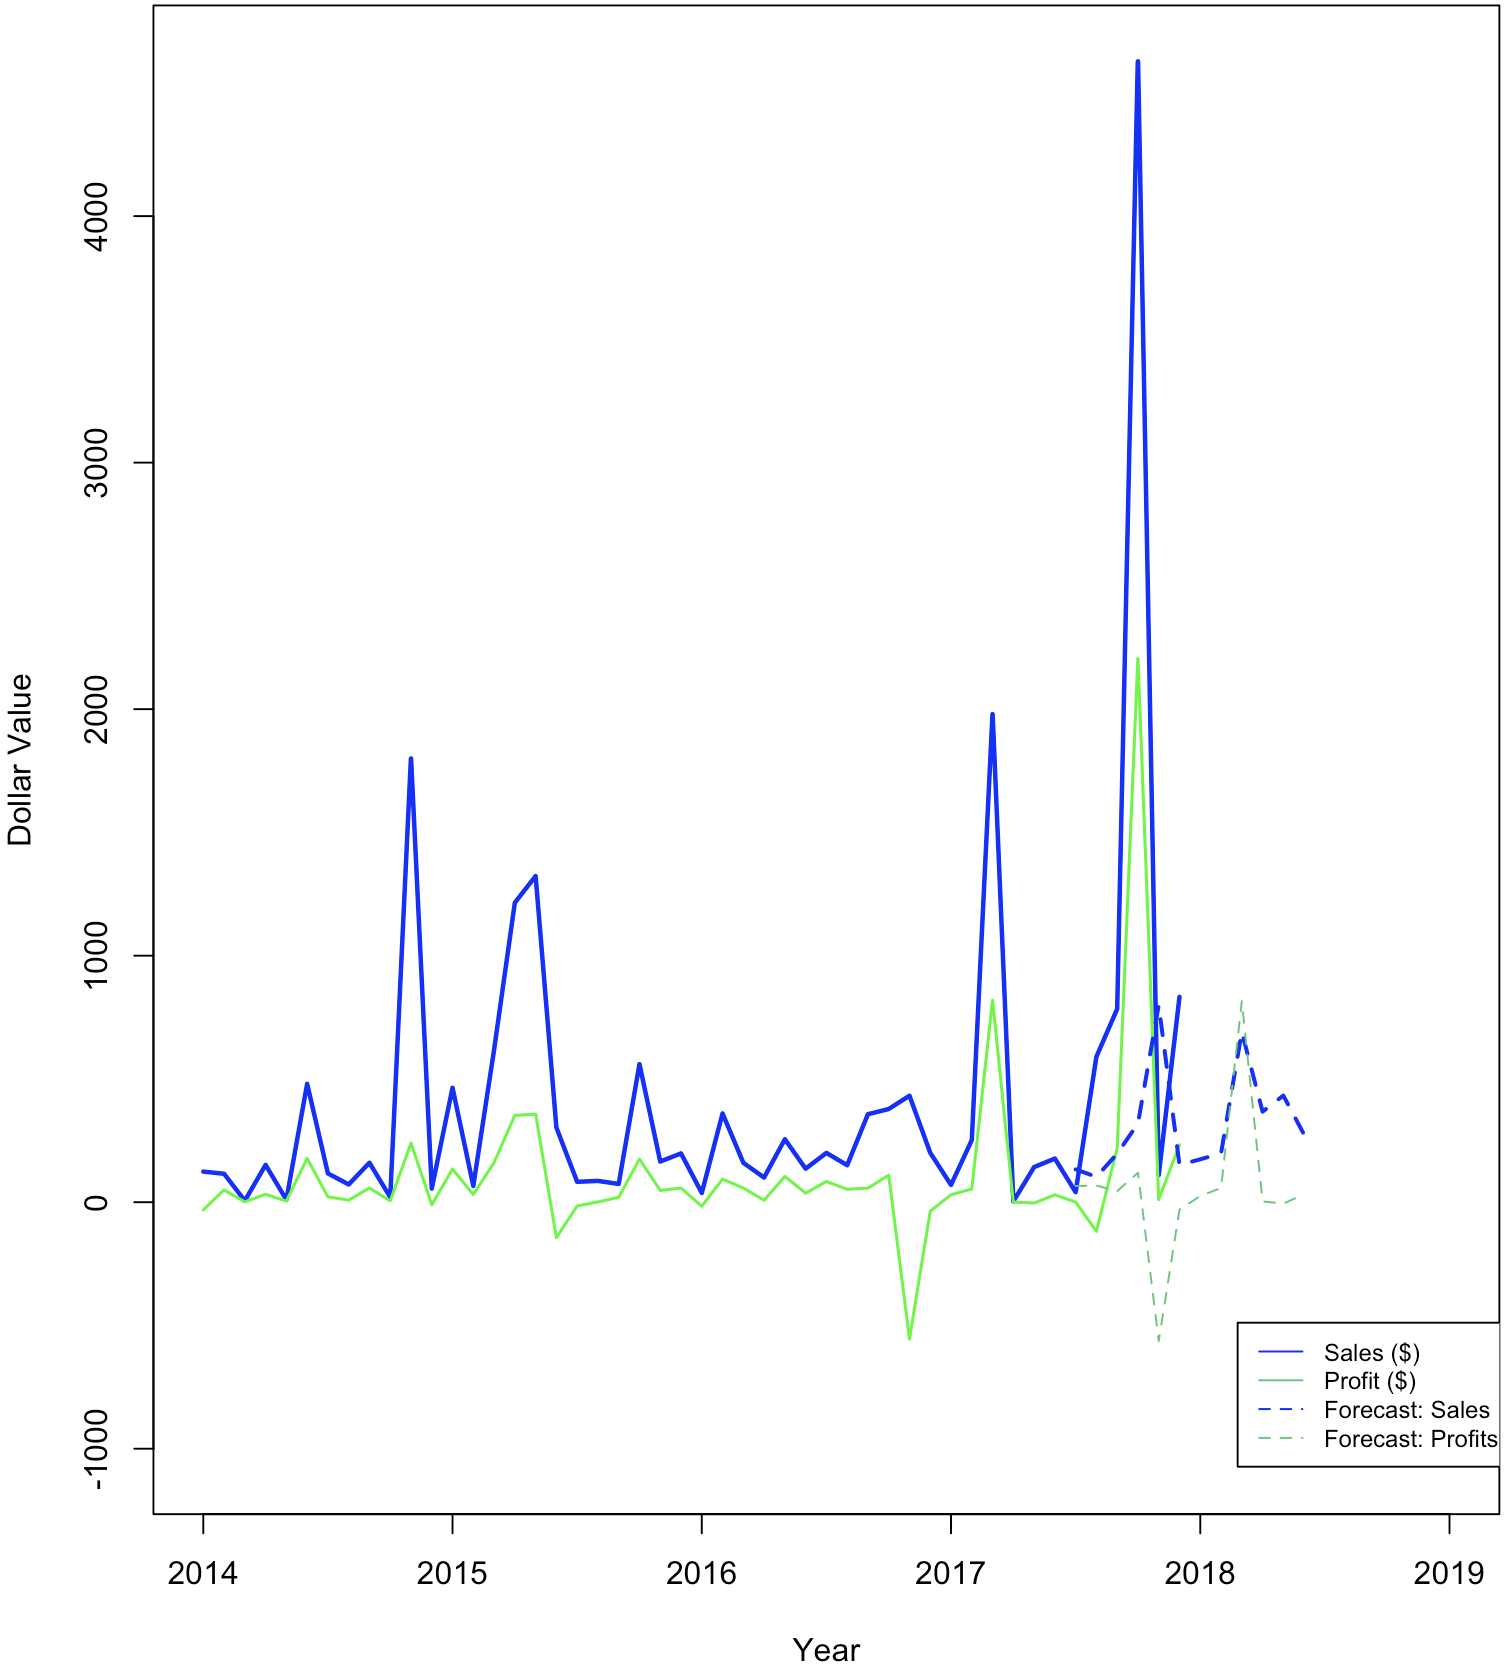 4000
3000
2000
1000
0
-1000
Dollar Value
2014
2015
2016
2017
2018
2019
Year
Sales ($)
Profit ($)
Forecast: Sales
Forecast: Profits